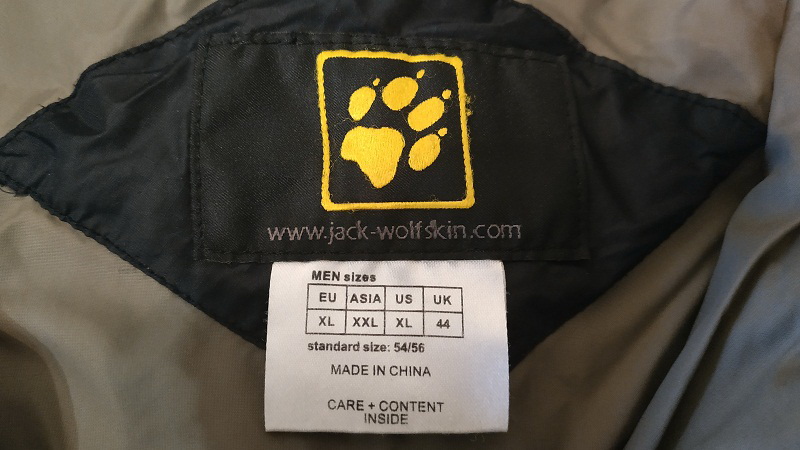 www.jack-wolfskin.com
MEN sizes
EU ASIA US UK
XL XXL XL 44
standard size: 54/56
MADE IN CHINA
CARE + CONTENT
INSIDE